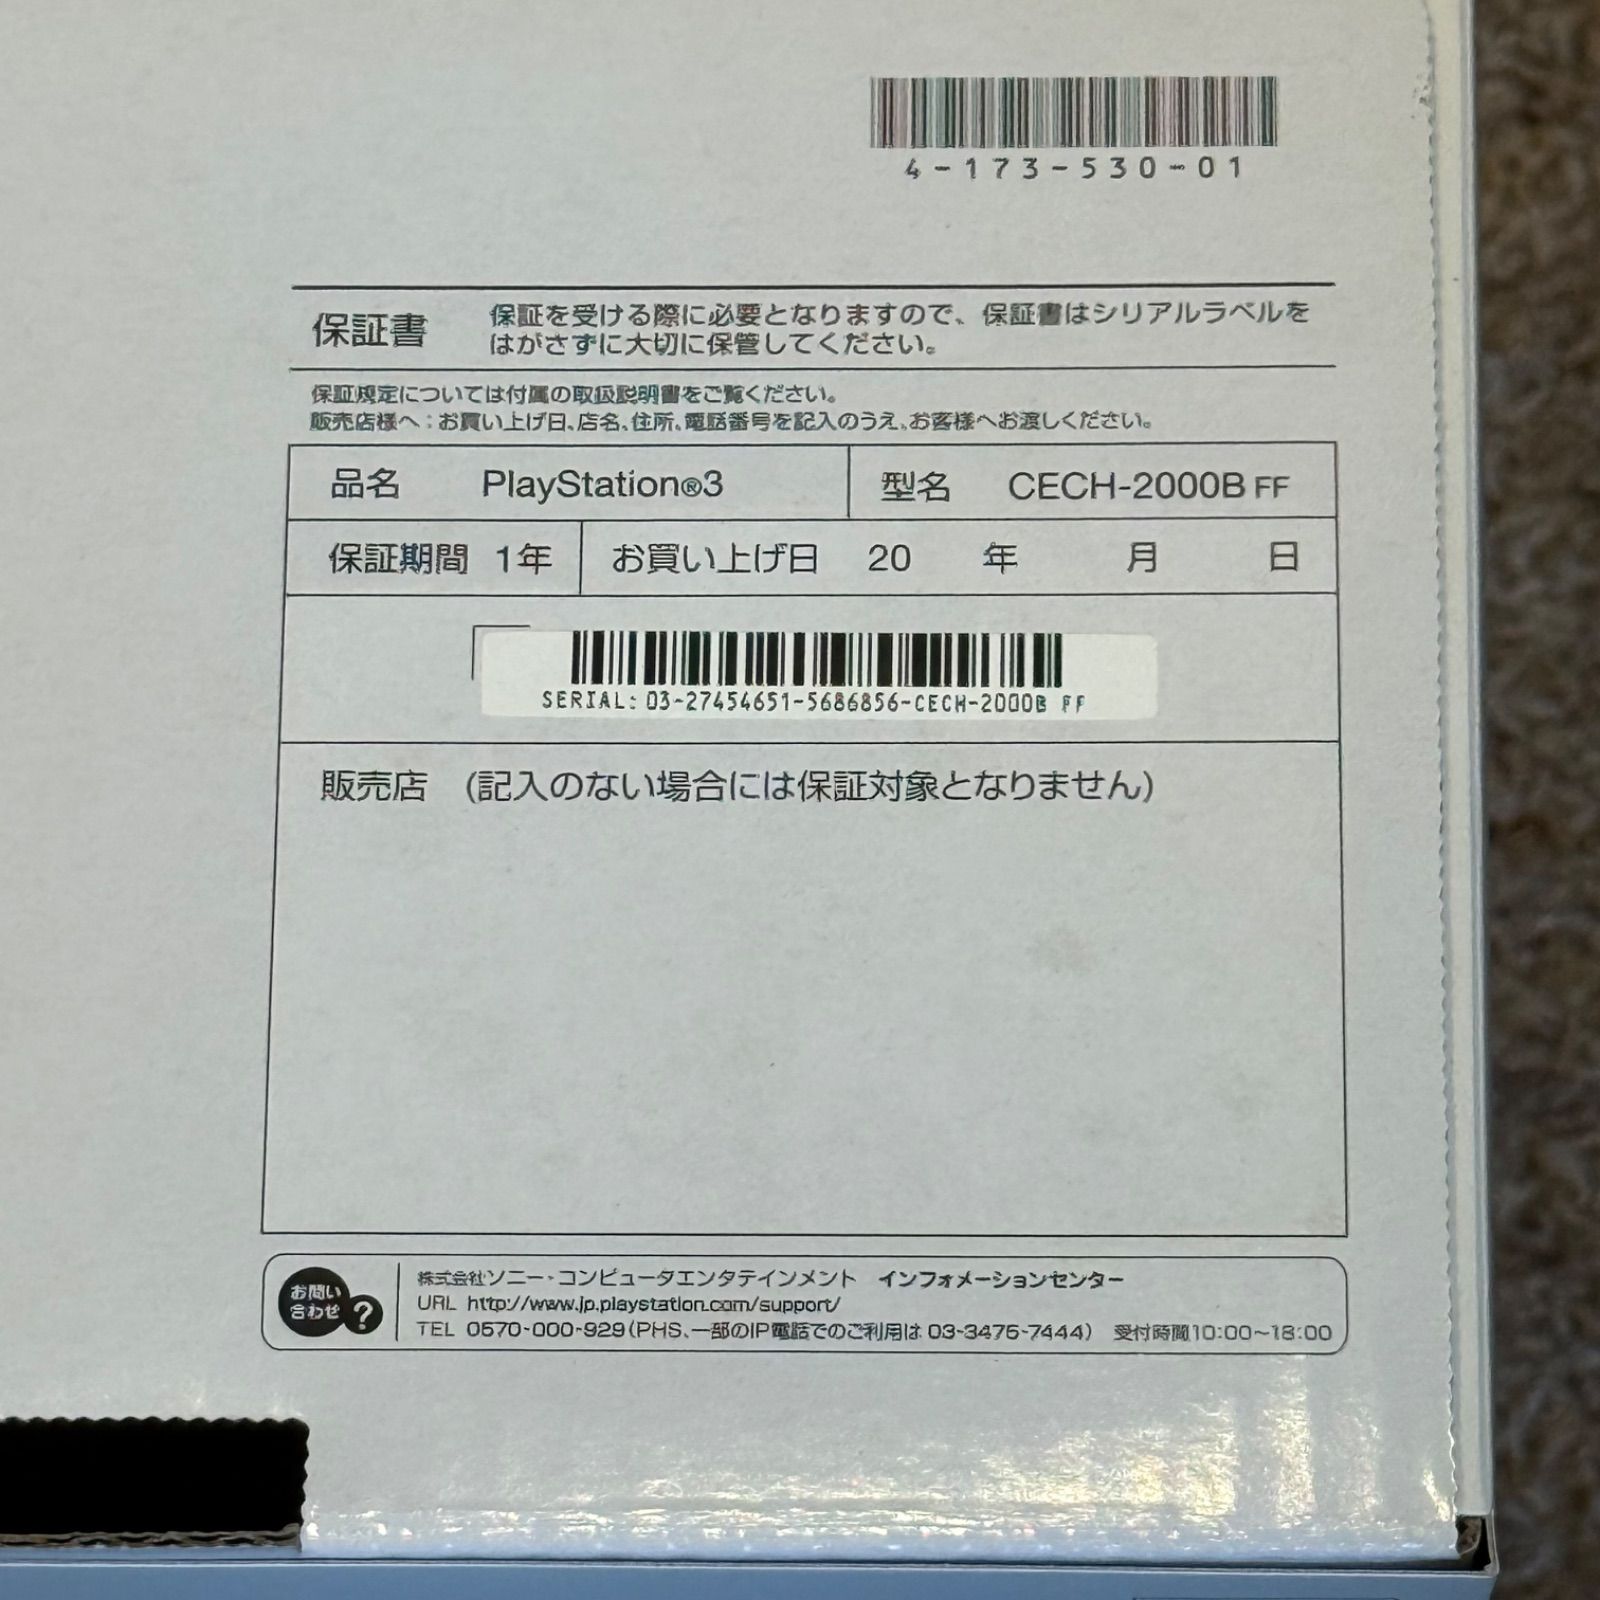 4-173-530-01
保証書 保証を受ける際に必要となりますので、保証書はシリアルラベルを
はがさずに大切に保管してください。
保証規定については付属の取扱説明書をご覧ください。
販売店様へ：お買い上げ日、店名、住所、電話番号を記入のうえ、お客様へお渡しください。
品名 PlayStation®3 型名 CECH-2000B FF
保証期間 1年 お買い上げ日 20 年 月 日
SERIAL: 03-27454651-5686856-CECH-2000B FF
販売店 (記入のない場合には保証対象となりません)
お問い
合わせ ?
株式会社ソニー・コンピュータエンタテインメント インフォメーションセンター
URL http://www.jp.playstation.com/support/
TEL 0570-000-929(PHS、一部のIP電話でのご利用は 03-3475-7444) 受付時間10:00~18:00